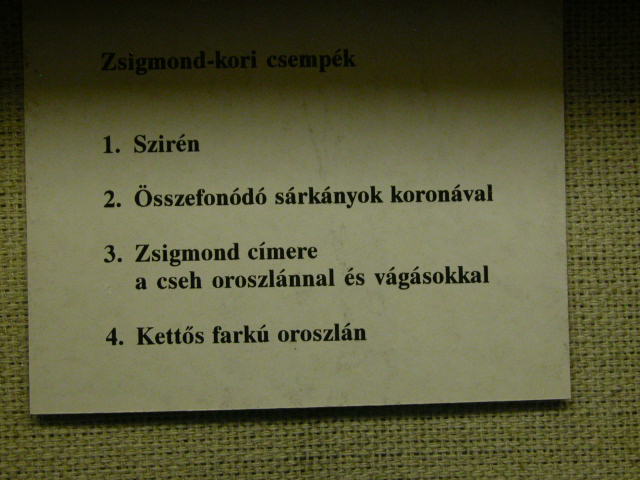 Zsigmond-kori csempék
1. Szirén
2. Összefonódó sárkányok koronával
3. Zsigmond címere
a cseh oroszlánnal és vágásokkal
4. Kettős farkú oroszlán